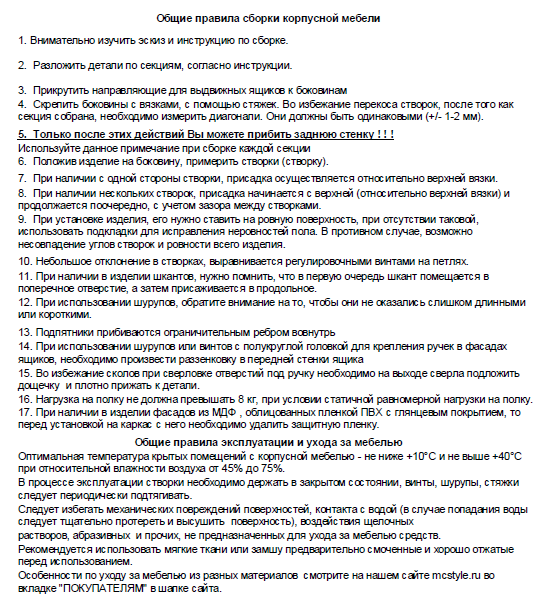 Общие правила сборки корпусной мебели
1. Внимательно изучить эскиз и инструкцию по сборке.
2.  Разложить детали по секциям, согласно инструкции.
3.  Прикрутить направляющие для выдвижных ящиков к боковинам
4.  Скрепить боковины с вязками, с помощью стяжек. Во избежание перекоса створок, после того как
секция собрана, необходимо измерить диагонали. Они должны быть одинаковыми (+/- 1-2 мм).
5.  Только после этих действий Вы можете прибить заднюю стенку ! ! !
Используйте данное примечание при сборке каждой секции
6.  Положив изделие на боковину, примерить створки (створку).
7.  При наличии с одной стороны створки, присадка осуществляется относительно верхней вязки.
8.  При наличии нескольких створок, присадка начинается с верхней (относительно верхней вязки) и
продолжается поочередно, с учетом зазора между створками.
9.  При установке изделия, его нужно ставить на ровную поверхность, при отсутствии таковой,
использовать подкладки для исправления неровностей пола. В противном случае, возможно
несовпадение углов створок и ровности всего изделия.
10. Небольшое отклонение в створках, выравнивается регулировочными винтами на петлях.
11. При наличии в изделии шкантов, нужно помнить, что в первую очередь шкант помещается в
поперечное отверстие, а затем присаживается в продольное.
12. При использовании шурупов, обратите внимание на то, чтобы они не оказались слишком длинными
или короткими.
13. Подпятники прибиваются ограничительным ребром вовнутрь
14. При использовании шурупов или винтов с полукруглой головкой для крепления ручек в фасадах
ящиков, необходимо произвести раззенковку в передней стенки ящика
15. Во избежание сколов при сверловке отверстий под ручку необходимо на выходе сверла подложить
дощечку  и плотно прижать к детали.
16. Нагрузка на полку не должна превышать 8 кг, при условии статичной равномерной нагрузки на полку.
17. При наличии в изделии фасадов из МДФ , облицованных пленкой ПВХ с глянцевым покрытием, то
перед установкой на каркас с него необходимо удалить защитную пленку.
Общие правила эксплуатации и ухода за мебелью
Оптимальная температура крытых помещений с корпусной мебелью - не ниже +10°С и не выше +40°С
при относительной влажности воздуха от 45% до 75%.
В процессе эксплуатации створки необходимо держать в закрытом состоянии, винты, шурупы, стяжки
следует периодически подтягивать.
Следует избегать механических повреждений поверхностей, контакта с водой (в случае попадания воды
следует тщательно протереть и высушить  поверхность), воздействия щелочных
растворов, абразивных  и прочих, не предназначенных для ухода за мебелью средств.
Рекомендуется использовать мягкие ткани или замшу предварительно смоченные и хорошо отжатые
перед использованием.
Особенности по уходу за мебелью из разных материалов  смотрите на нашем сайте mcstyle.ru во
вкладке "ПОКУПАТЕЛЯМ" в шапке сайта.